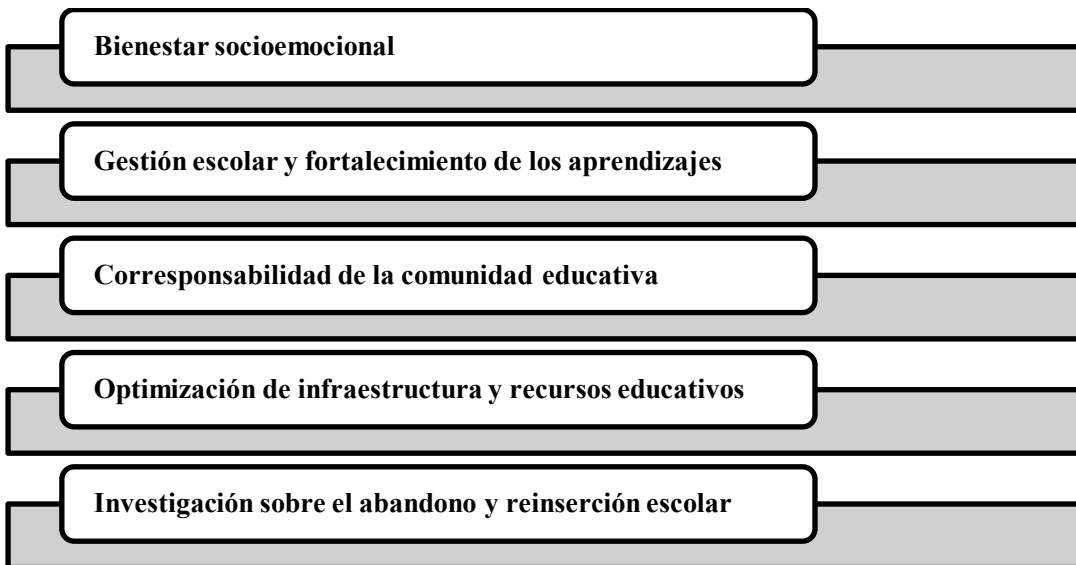 Bienestar socioemocional
Gestión escolar y fortalecimiento de los aprendizajes
Corresponsabilidad de la comunidad educativa
Optimización de infraestructura y recursos educativos
Investigación sobre el abandono y reinserción escolar